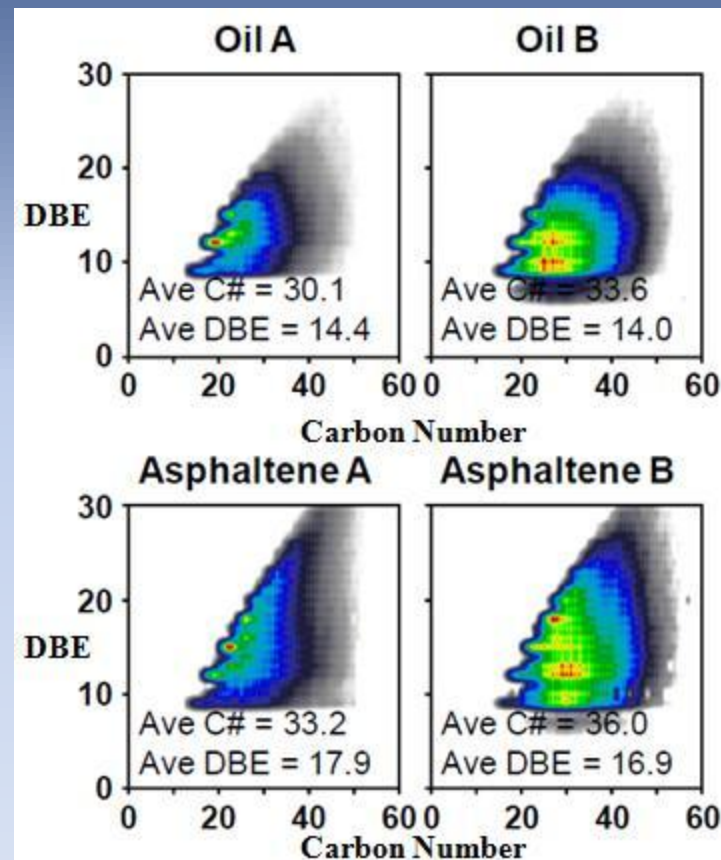 Oil A Oil B
30
20
DBE
10
Ave C# = 30.1 Ave C# = 33.6
Ave DBE = 14.4 Ave DBE = 14.0
0
0 20 40 60 20 40 60
Carbon Number
Asphaltene A Asphaltene B
30
20
DBE
10
Ave C# = 33.2 Ave C# = 36.0
Ave DBE = 17.9 Ave DBE = 16.9
0
0 20 40 60 20 40 60
Carbon Number